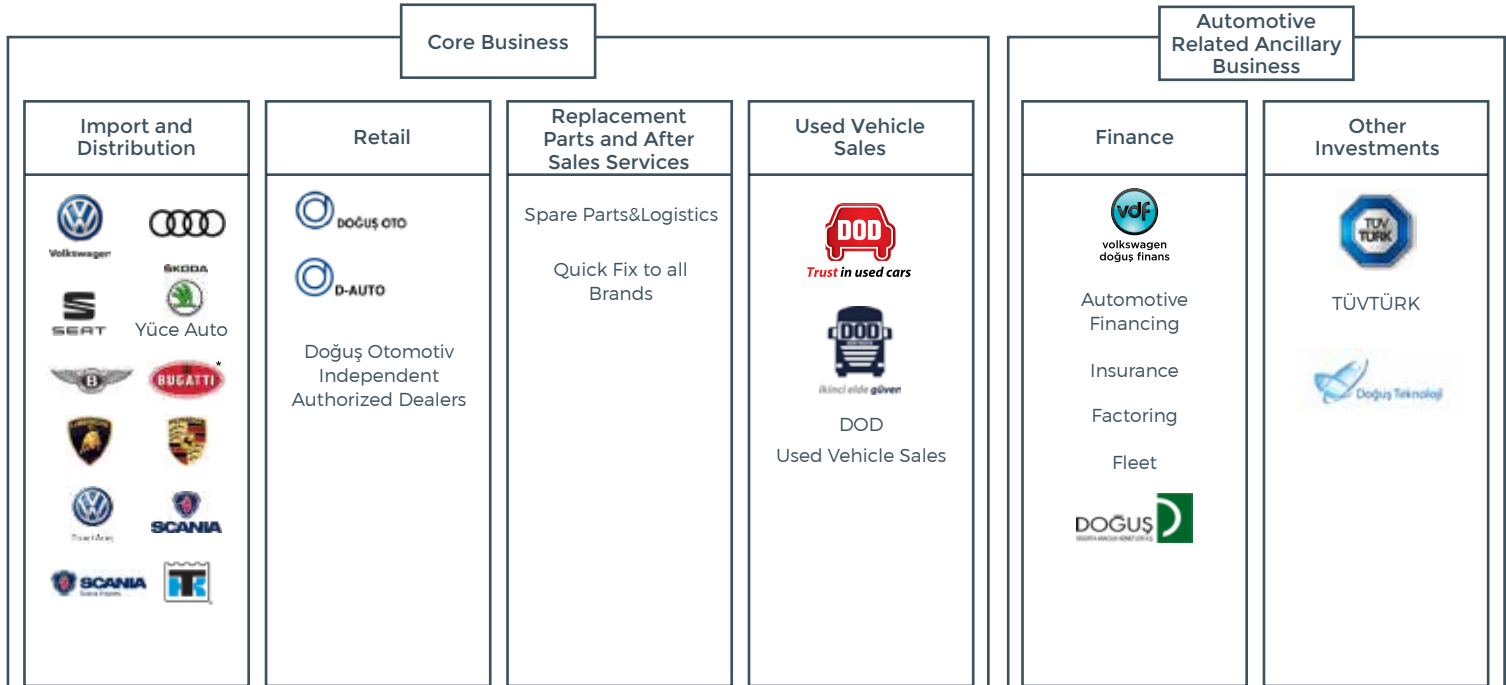 Core Business
Automotive
Related Ancillary
Business
Import and
Distribution
Retail
Replacement
Parts and After
Sales Services
Used Vehicle
Sales
Finance
Other
Investments
Volkswagen
SEAT
ŠKODA
Yüce Auto
B
BUGATTI
*
SCANIA
SCANIA
DOĞUŞ OTO
D-AUTO
Doğuş Otomotiv
Independent
Authorized Dealers
Spare Parts&Logistics
Quick Fix to all
Brands
DOD
Trust in used cars
DOD
ikinci elde güven
DOD
Used Vehicle Sales
vdf
volkswagen
doğuş finans
Automotive
Financing
Insurance
Factoring
Fleet
DOĞUŞ
TÜV
TÜRK
TÜVTÜRK
Doğuş Teknoloji